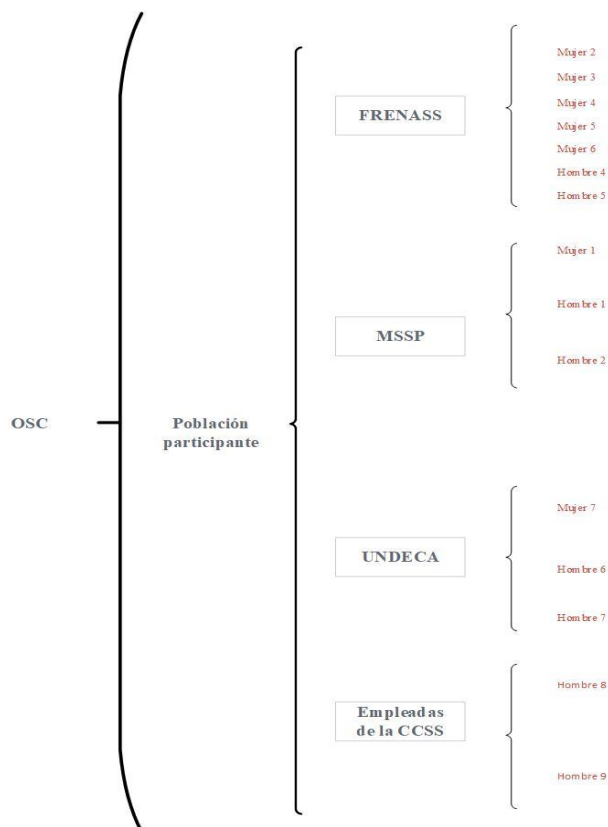 OSC
Población
participante
FRENASS
Mujer 2
Mujer 3
Mujer 4
Mujer 5
Mujer 6
Hombre 4
Hombre 5
MSSP
Mujer 1
Hombre 1
Hombre 2
UNDECA
Mujer 7
Hombre 6
Hombre 7
Empleadas
de la CCSS
Hombre 8
Hombre 9